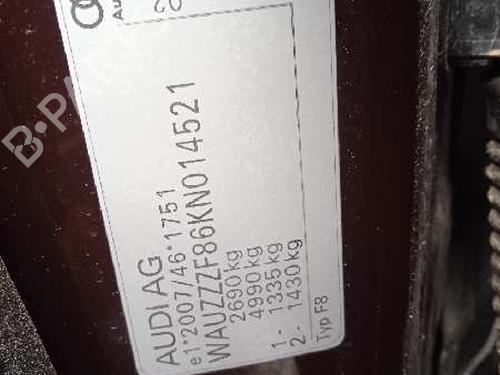 AUDI AG
e1*2007/46*1751
WAUZZZF86KN014521
2690 kg
4990 kg
1.- 1335 kg
2.- 1430 kg
Typ F8
B-PARTS